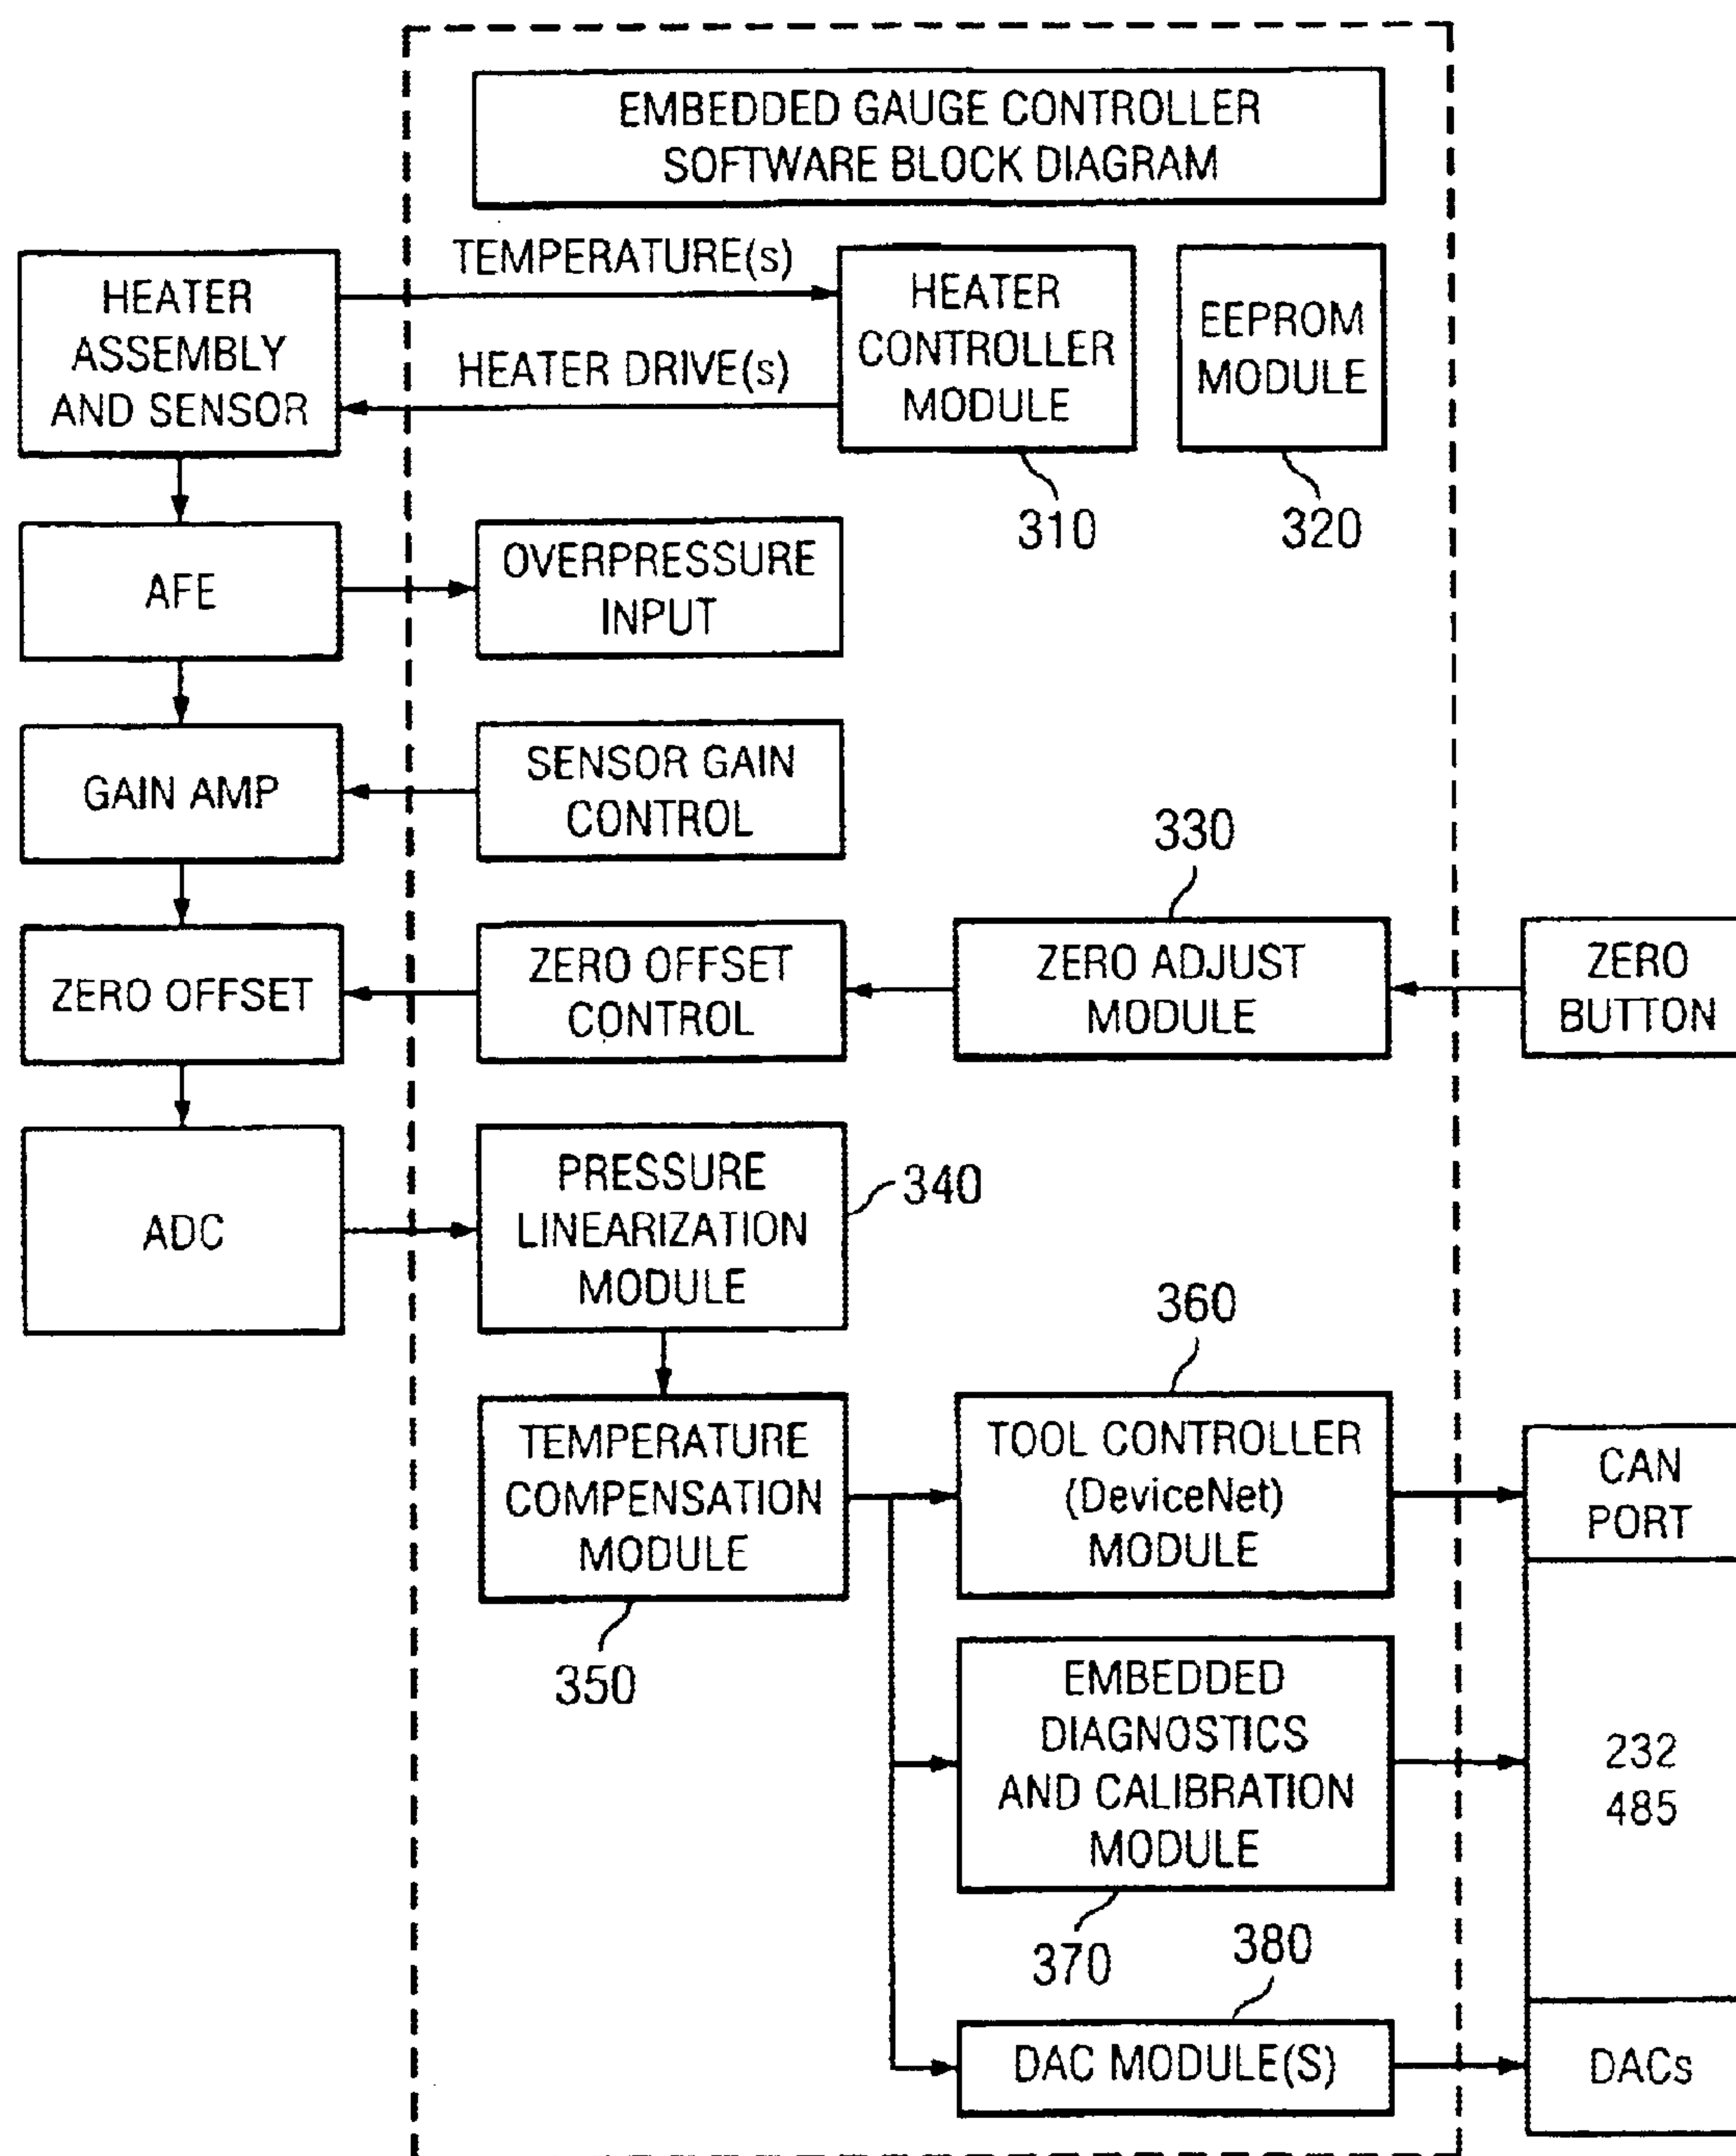 EMBEDDED GAUGE CONTROLLER
SOFTWARE BLOCK DIAGRAM
HEATER
ASSEMBLY
AND SENSOR
TEMPERATURE(s)
HEATER DRIVE(s)
HEATER
CONTROLLER
MODULE
310
EEPROM
MODULE
320
AFE
OVERPRESSURE
INPUT
GAIN AMP
SENSOR GAIN
CONTROL
330
ZERO OFFSET
ZERO OFFSET
CONTROL
ZERO ADJUST
MODULE
ZERO
BUTTON
ADC
PRESSURE
LINEARIZATION
MODULE
340
360
TEMPERATURE
COMPENSATION
MODULE
350
TOOL CONTROLLER
(DeviceNet)
MODULE
CAN
PORT
EMBEDDED
DIAGNOSTICS
AND CALIBRATION
MODULE
370
232
485
380
DAC MODULE(S)
DACs